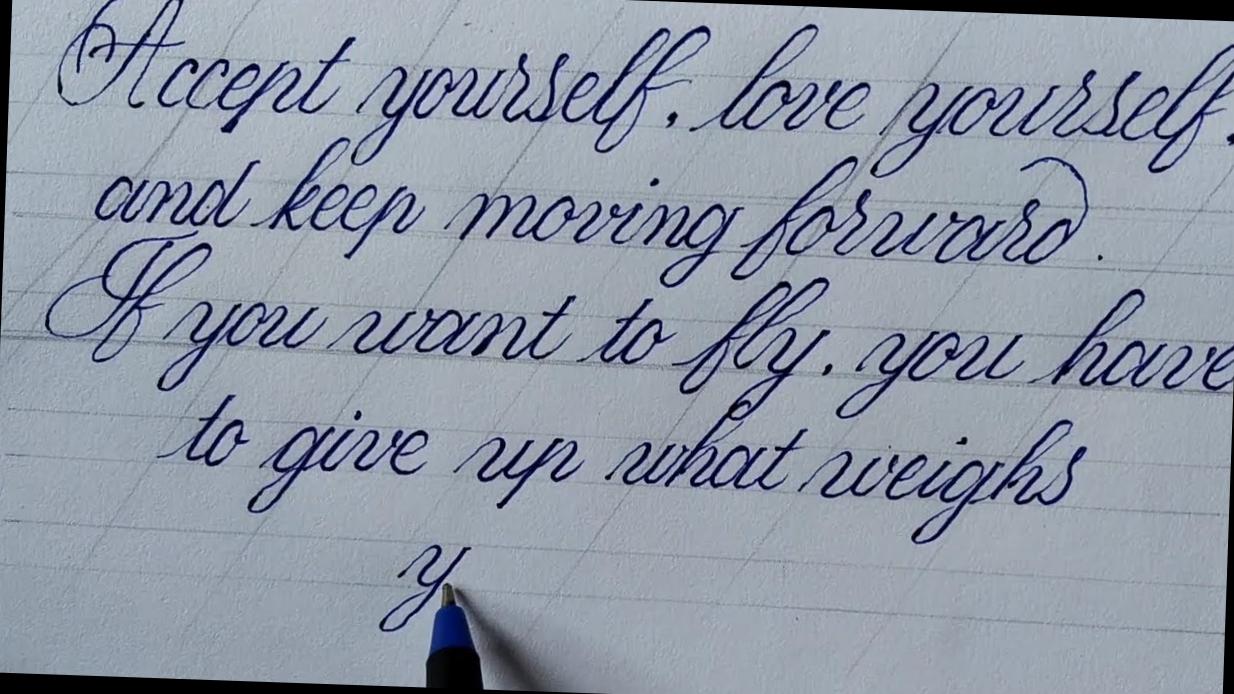 Accept yourself, love yourself,
and keep moving forward.
If you want to fly, you have
to give up what weighs
y